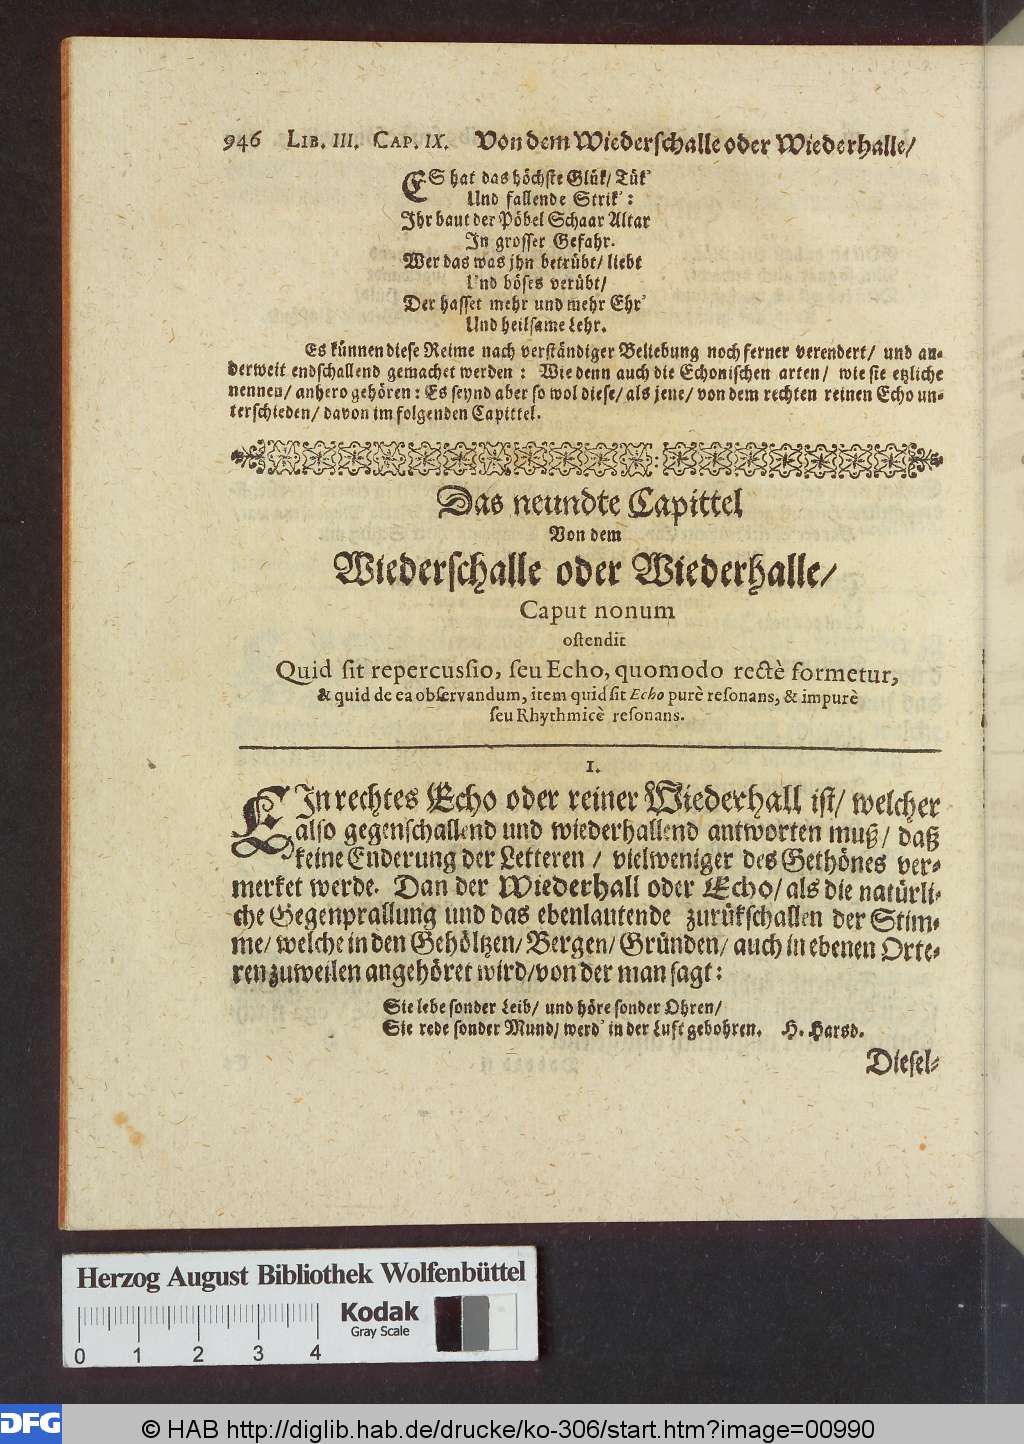 946 LIB. III. CAP. IX. Von dem Wiederschalle oder Wiederhalle/
ES hat das höchste Glük/ Tük'
Und fallende Strik':
Ihr baut der Pöbel Schaar Altar
In grosser Gefahr.
Wer das was jhn betrübt/ liebt
Und böses verübt/
Der hasset mehr und mehr Ehr'
Und heilsame Lehr.
Es künnen diese Reime nach verständiger Beliebung noch ferner verendert/ und an-
derweit endschallend gemachet werden: Wie denn auch die Echonischen arten/ wie sie etzliche
nennen/ anhero gehören: Es seynd aber so wol diese/ als jene/ von dem rechten reinen Echo un-
terschieden/ davon im folgenden Capittel.
Das neundte Capittel
Von dem
Wiederschalle oder Wiederhalle/
Caput nonum
ostendit
Quid sit repercussio, seu Echo, quomodo rectè formetur,
& quid de ea observandum, item quid sit Echo purè resonans, & impurè
seu Rhythmicè resonans.
I.
EIn rechtes Echo oder reiner Wiederhall ist/ welcher
also gegenschallend und wiederhallend antworten muß/ daß
keine Enderung der Letteren/ vielweniger des Gethönes ver-
merket werde. Dan der Wiederhall oder Echo/ als die natürli-
che Gegenprallung und das ebenlautende zurükschallen der Stim-
me/ welche in den Gehöltzen/ Bergen/ Gründen/ auch in ebenen Orte-
ren zuweilen angehöret wird/ von der man sagt:
Sie lebe sonder Leib/ und höre sonder Ohren/
Sie rede sonder Mund/ werd' in der Luft gebohren. H. Harsd.
Diesel-
Herzog August Bibliothek Wolfenbüttel
Kodak
Gray Scale
0 1 2 3 4
DFG © HAB http://diglib.hab.de/drucke/ko-306/start.htm?image=00990